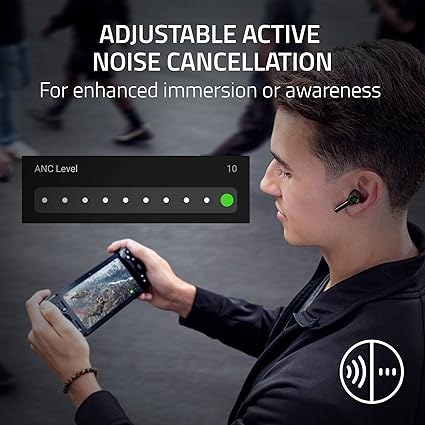 ADJUSTABLE ACTIVE
NOISE CANCELLATION
For enhanced immersion or awareness
ANC Level 10